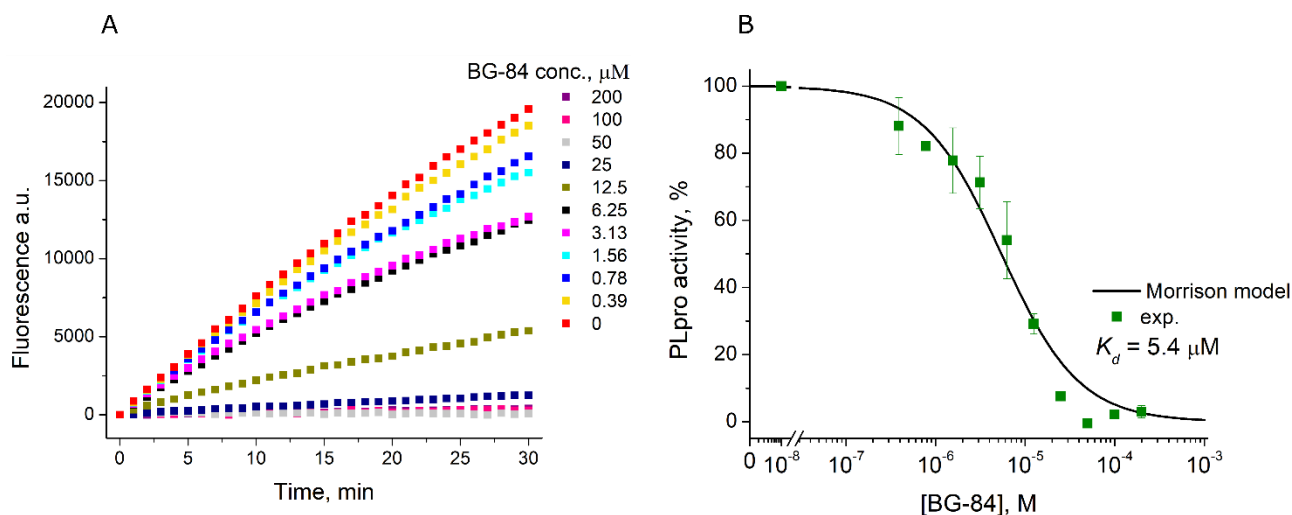 A
BG-84 conc., μM
200
100
50
25
12.5
6.25
3.13
1.56
0.78
0.39
0
Fluorescence a.u.
20000
15000
10000
5000
0
0 5 10 15 20 25 30
Time, min
B
PLpro activity, %
100
80
60
40
20
0
Morrison model
exp.
Kd = 5.4 μM
0 10⁻⁸ 10⁻⁷ 10⁻⁶ 10⁻⁵ 10⁻⁴ 10⁻³
[BG-84], M